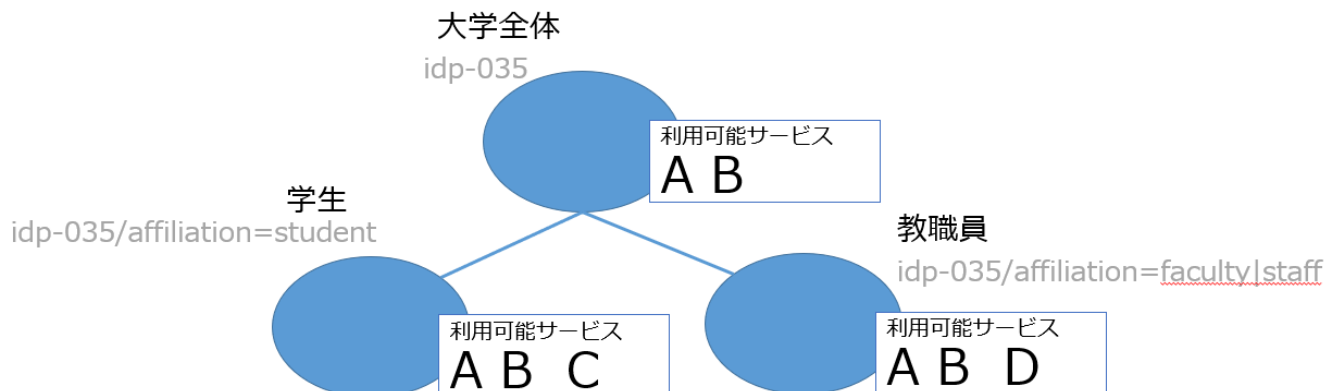 大学全体
idp-035
利用可能サービス
A B
学生
idp-035/affiliation=student
利用可能サービス
A B C
教職員
idp-035/affiliation=faculty|staff
利用可能サービス
A B D